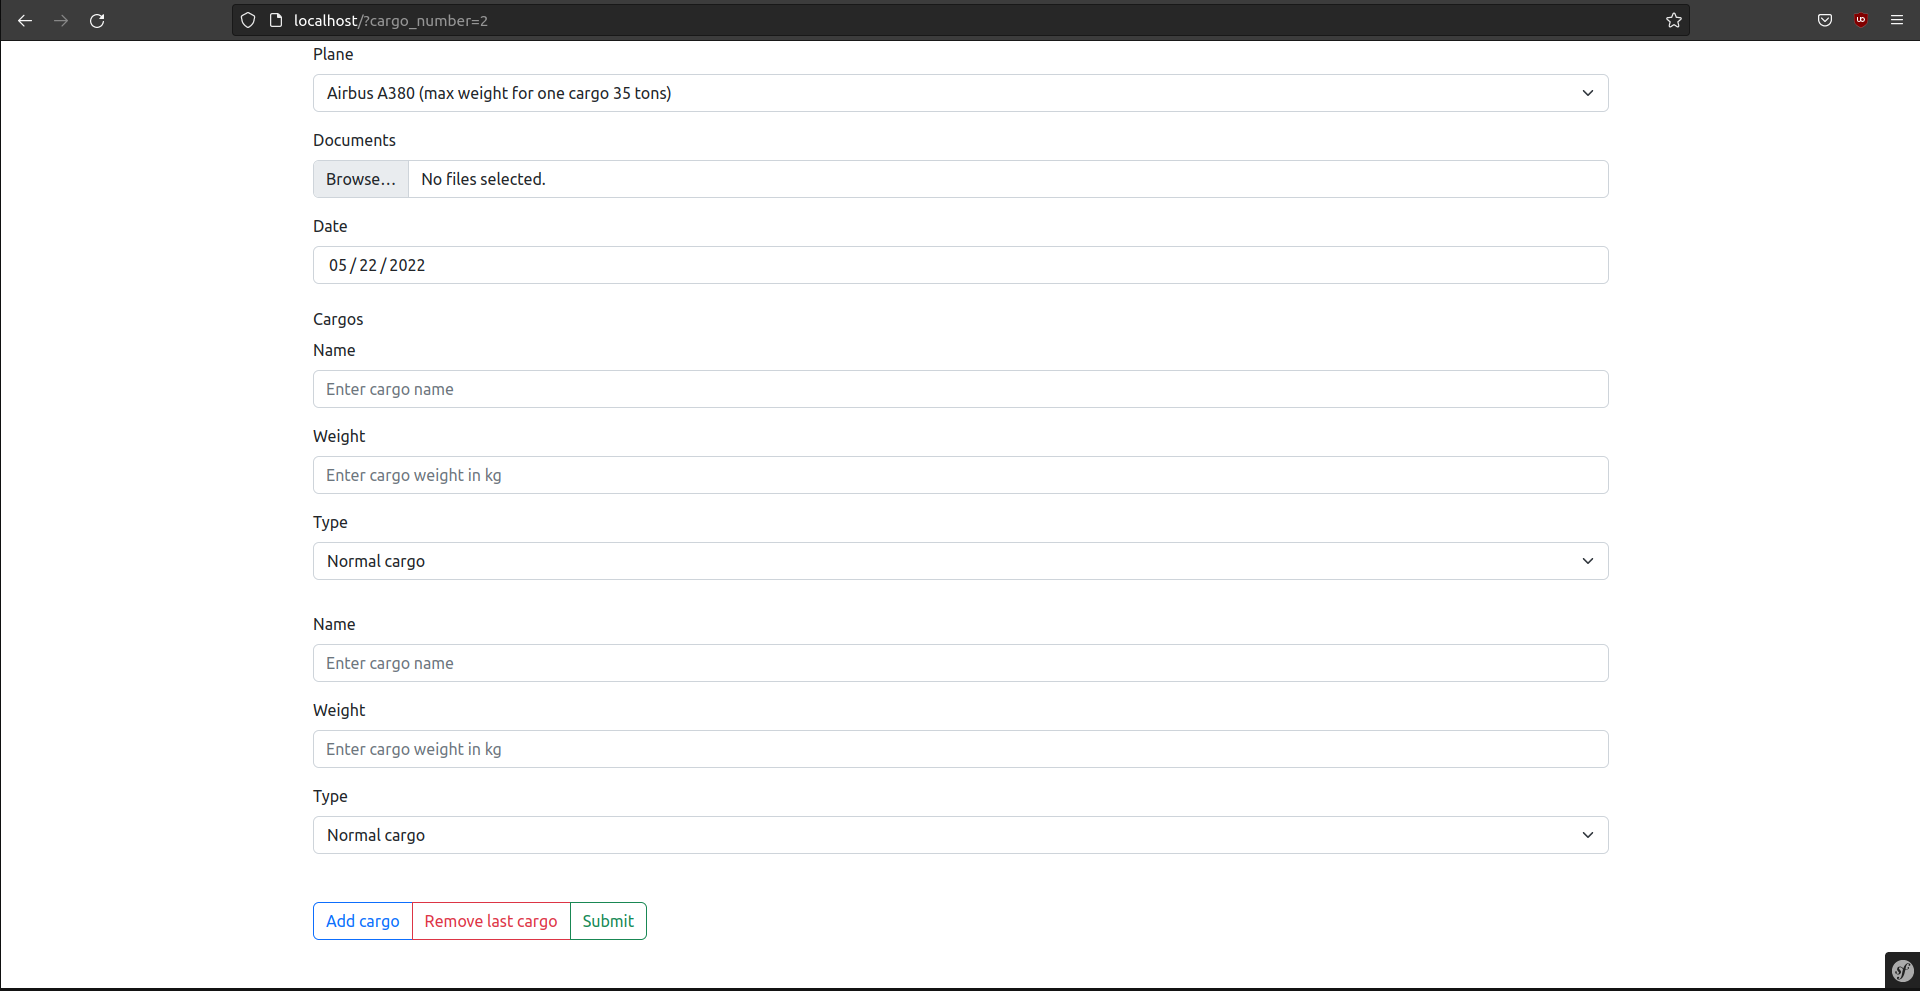 localhost/?cargo_number=2
Plane
Airbus A380 (max weight for one cargo 35 tons)
Documents
Browse… No files selected.
Date
05/22/2022
Cargos
Name
Enter cargo name
Weight
Enter cargo weight in kg
Type
Normal cargo
Name
Enter cargo name
Weight
Enter cargo weight in kg
Type
Normal cargo
Add cargo Remove last cargo Submit
sf